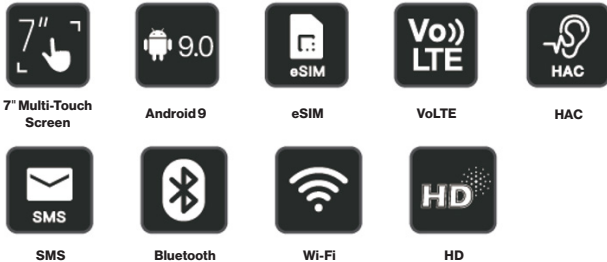 7"
9.0
eSIM
Vo))
LTE
HAC
7" Multi-Touch
Screen
Android 9
eSIM
VoLTE
HAC
SMS
HD
SMS
Bluetooth
Wi-Fi
HD